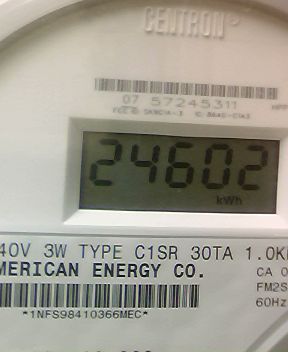 CENTRON
07 57245311
24602
kWh
40V 3W TYPE C1SR 30TA 1.0K
MERICAN ENERGY CO.
CA 0
FM2S
60Hz
*1NFS98410366MEC*